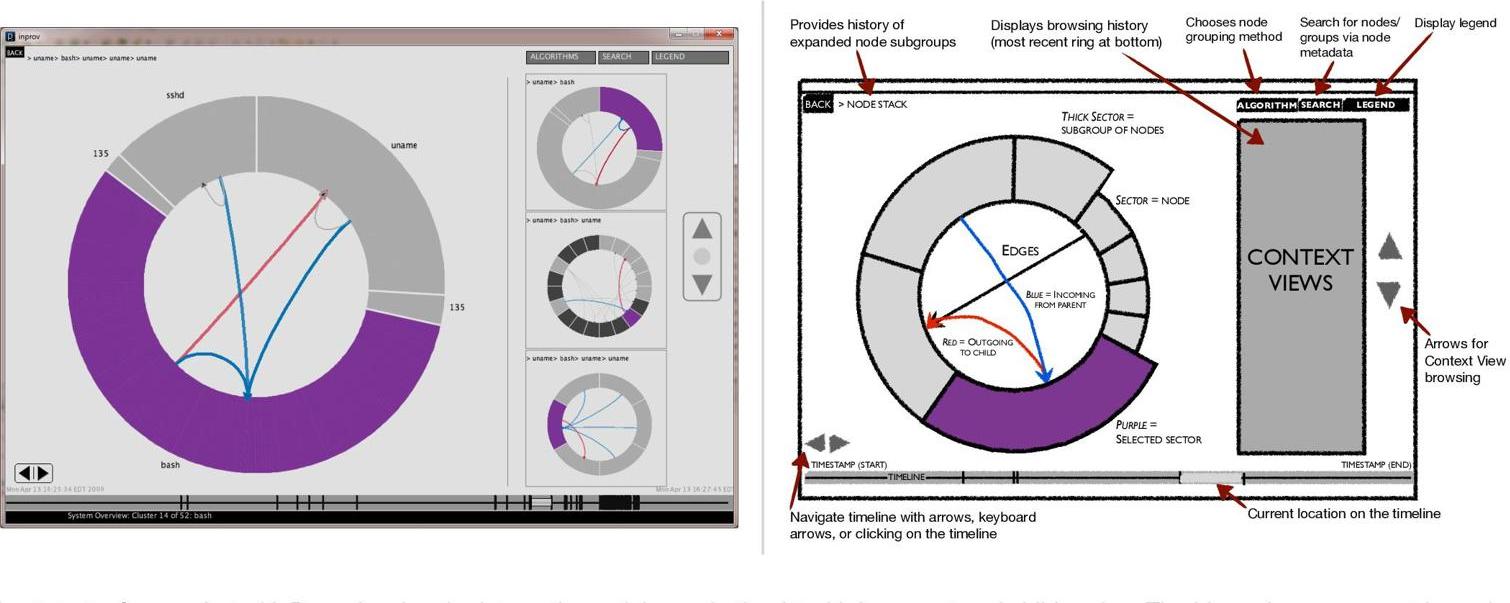 inprov
BACK
> uname> bash> uname> uname> uname
ALGORITHMS SEARCH LEGEND
sshd
135
uname
135
bash
> uname> bash
> uname> bash> uname
> uname> bash> uname> uname
Mon Apr 13 16:25:34 EDT 2009
Mon Apr 13 16:27:45 EDT
System Overview: Cluster 14 of 52: bash
Provides history of
expanded node subgroups
Displays browsing history
(most recent ring at bottom)
Chooses node
grouping method
Search for nodes/
groups via node
metadata
Display legend
BACK > NODE STACK
ALGORITHM SEARCH LEGEND
THICK SECTOR =
SUBGROUP OF NODES
SECTOR = NODE
EDGES
BLUE = INCOMING
FROM PARENT
RED = OUTGOING
TO CHILD
PURPLE =
SELECTED SECTOR
CONTEXT
VIEWS
Arrows for
Context View
browsing
TIMESTAMP (START)
TIMESTAMP (END)
TIMELINE
Navigate timeline with arrows, keyboard
arrows, or clicking on the timeline
Current location on the timeline